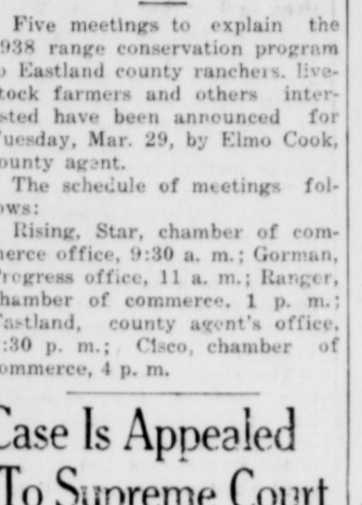 Five meetings to explain the
938 range conservation program
o Eastland county ranchers. live-
tock farmers and others inter-
sted have been announced for
uesday, Mar. 29, by Elmo Cook,
ounty agent.
The schedule of meetings fol-
ows:
Rising, Star, chamber of com-
merce office, 9:30 a. m.; Gorman,
Progress office, 11 a. m.; Ranger,
hamber of commerce. 1 p. m.;
Eastland, county agent's office,
:30 p. m.; Cisco, chamber of
ommerce, 4 p. m.
Case Is Appealed
To Supreme Court